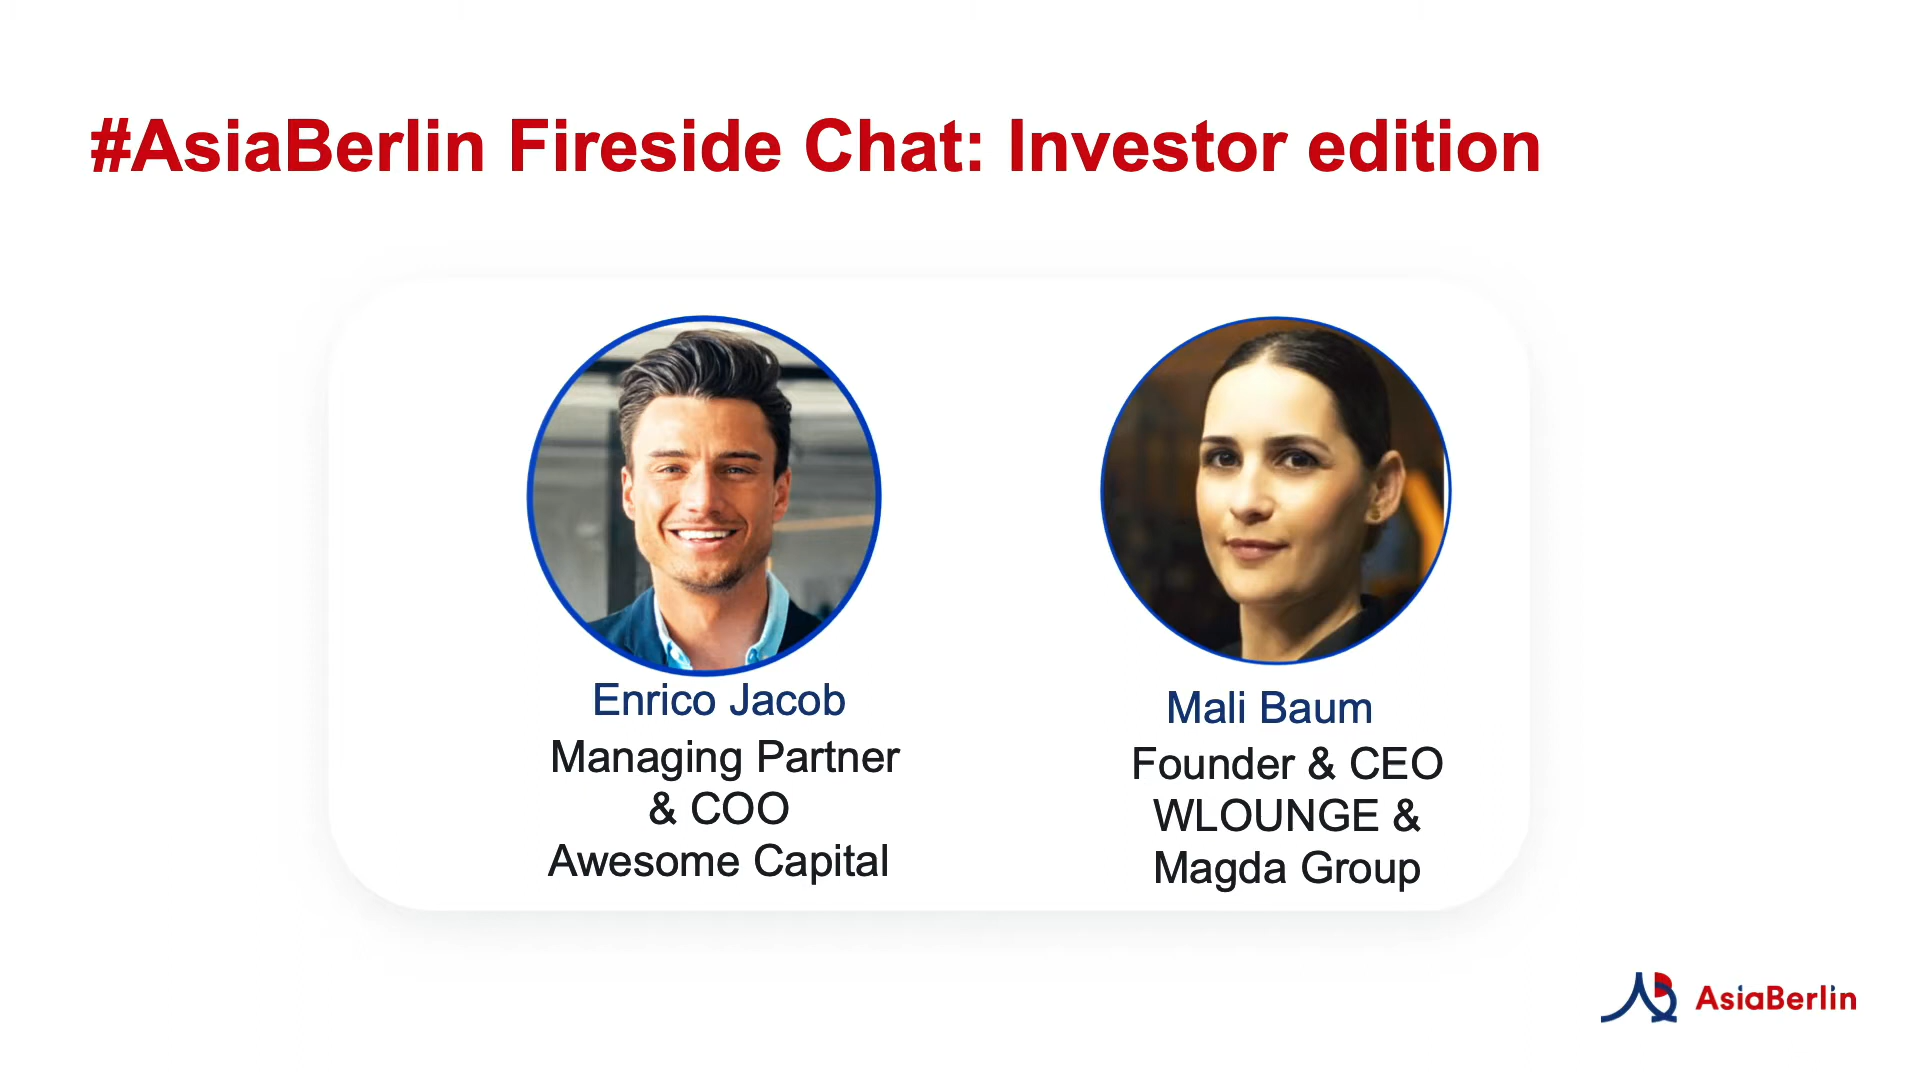 #AsiaBerlin Fireside Chat: Investor edition
Enrico Jacob
Managing Partner
& COO
Awesome Capital
Mali Baum
Founder & CEO
WLOUNGE &
Magda Group
AsiaBerlin